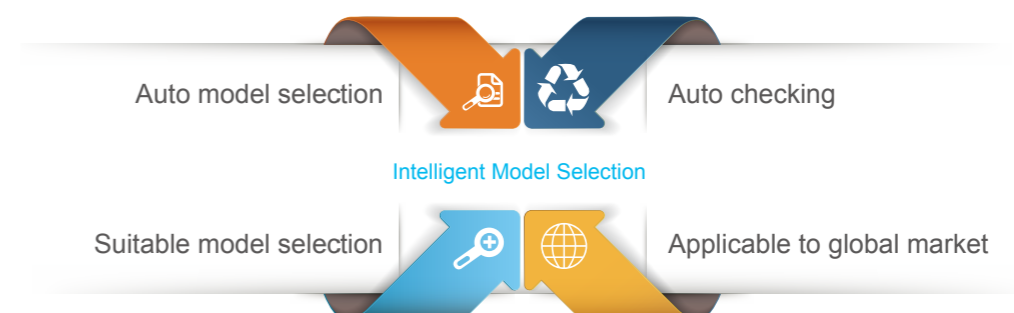 Auto model selection
Auto checking
Intelligent Model Selection
Suitable model selection
Applicable to global market